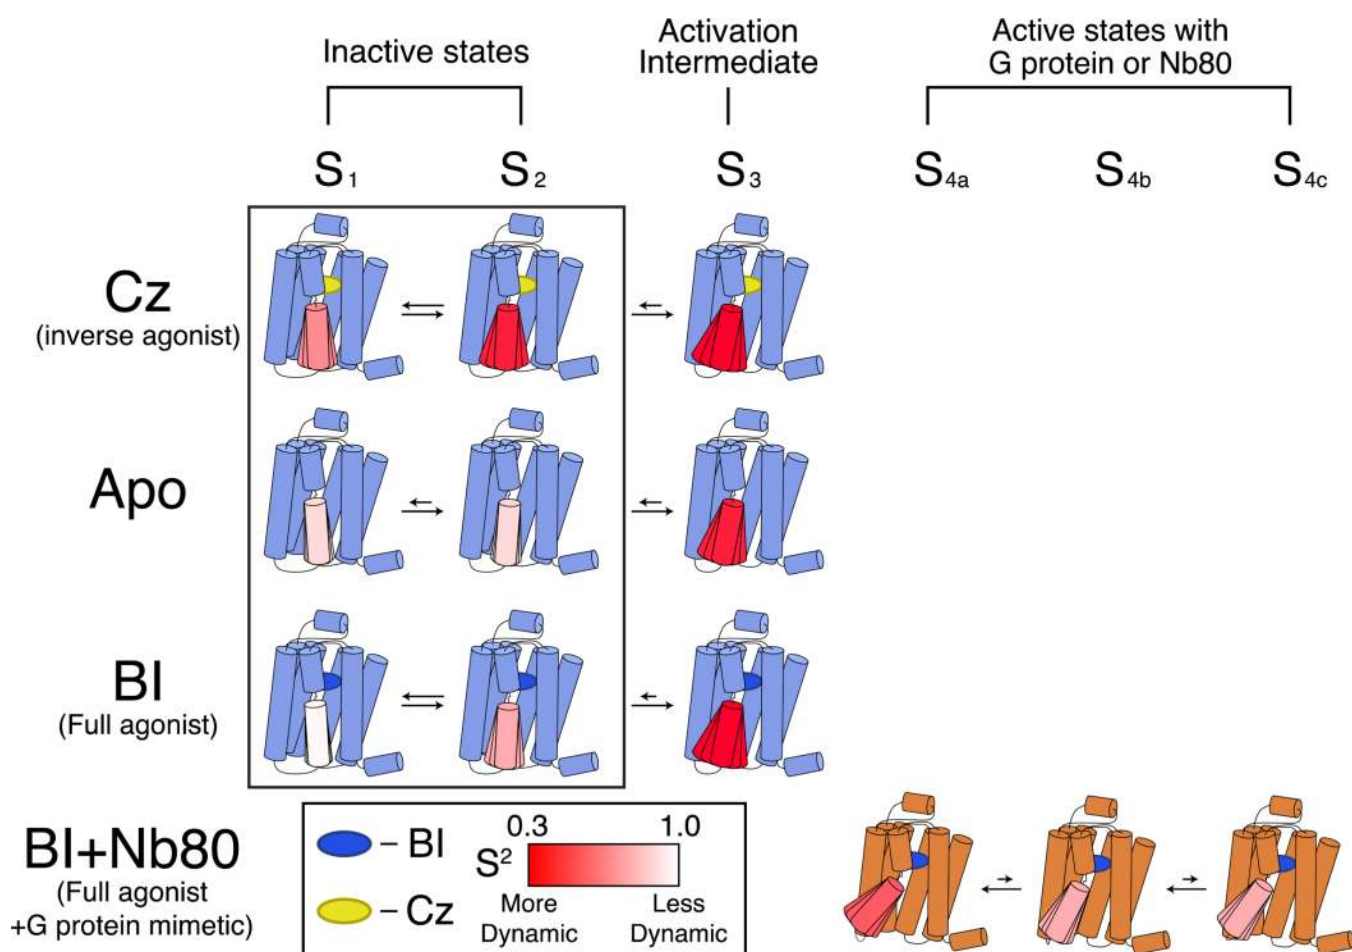 Inactive states
Activation
Intermediate
Active states with
G protein or Nb80
S1
S2
S3
S4a
S4b
S4c
Cz
(inverse agonist)
Apo
BI
(Full agonist)
BI+Nb80
(Full agonist
+G protein mimetic)
– BI
– Cz
0.3
1.0
S²
More
Dynamic
Less
Dynamic